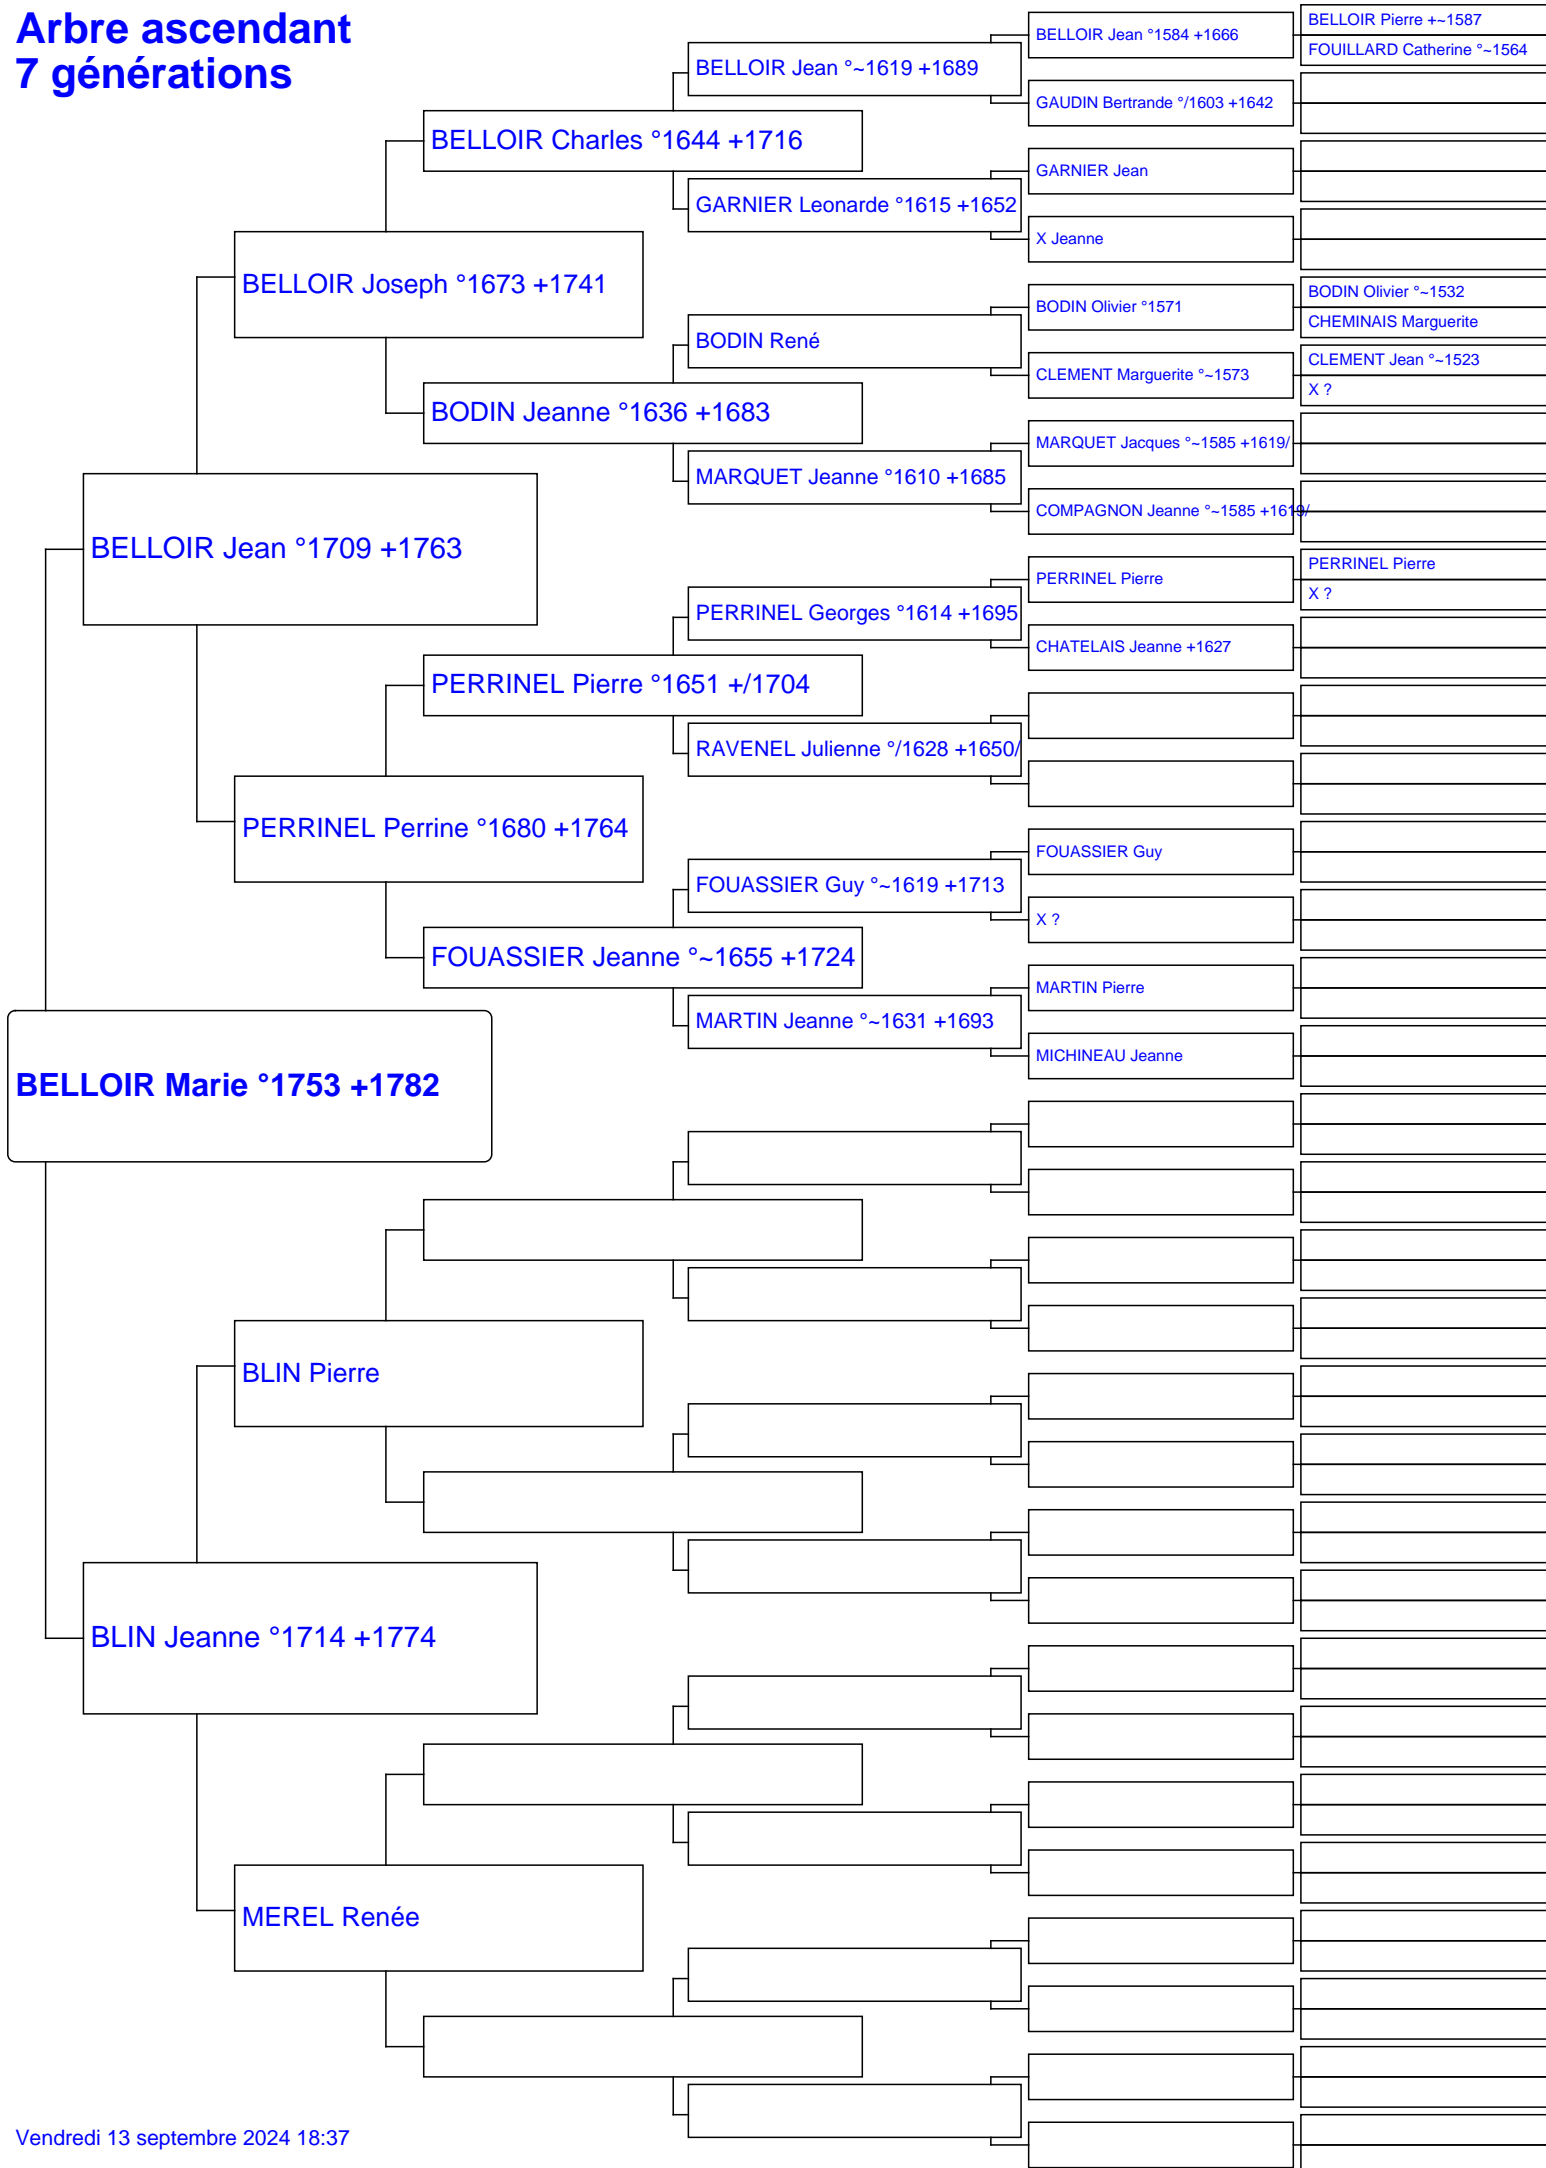 Arbre ascendant
7 générations
BELLOIR Marie °1753 +1782
BELLOIR Jean °1709 +1763
BLIN Jeanne °1714 +1774
BELLOIR Joseph °1673 +1741
PERRINEL Perrine °1680 +1764
BLIN Pierre
MEREL Renée
BELLOIR Charles °1644 +1716
BODIN Jeanne °1636 +1683
PERRINEL Pierre °1651 +/1704
FOUASSIER Jeanne °~1655 +1724
BELLOIR Jean °~1619 +1689
GARNIER Leonarde °1615 +1652
BODIN René
MARQUET Jeanne °1610 +1685
PERRINEL Georges °1614 +1695
RAVENEL Julienne °/1628 +1650/
FOUASSIER Guy °~1619 +1713
MARTIN Jeanne °~1631 +1693
BELLOIR Jean °1584 +1666
GAUDIN Bertrande °/1603 +1642
GARNIER Jean
X Jeanne
BODIN Olivier °1571
CLEMENT Marguerite °~1573
MARQUET Jacques °~1585 +1619/
COMPAGNON Jeanne °~1585 +1619/
PERRINEL Pierre
CHATELAIS Jeanne +1627
FOUASSIER Guy
X ?
MARTIN Pierre
MICHINEAU Jeanne
BELLOIR Pierre +~1587
FOUILLARD Catherine °~1564
BODIN Olivier °~1532
CHEMINAIS Marguerite
CLEMENT Jean °~1523
X ?
PERRINEL Pierre
X ?
Vendredi 13 septembre 2024 18:37